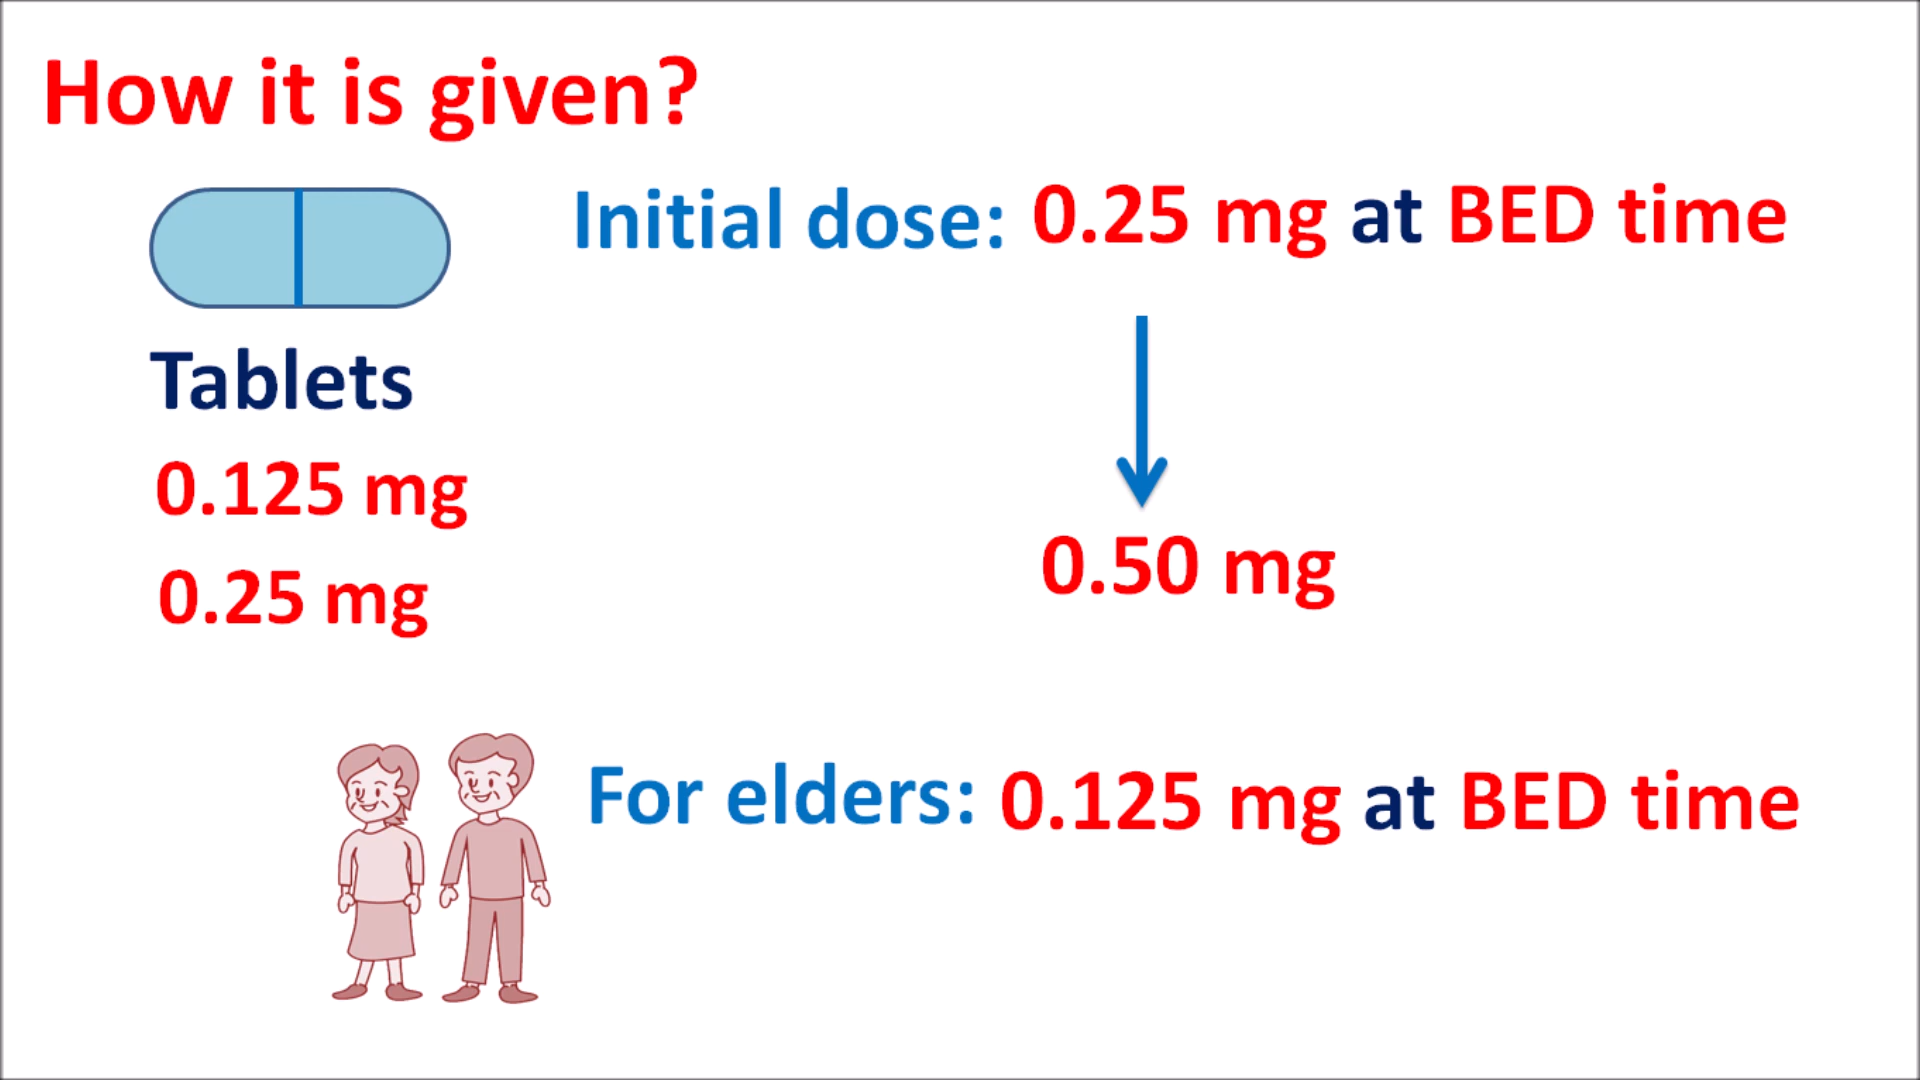 How it is given?
Initial dose: 0.25 mg at BED time
Tablets
0.125 mg
0.25 mg
0.50 mg
For elders: 0.125 mg at BED time